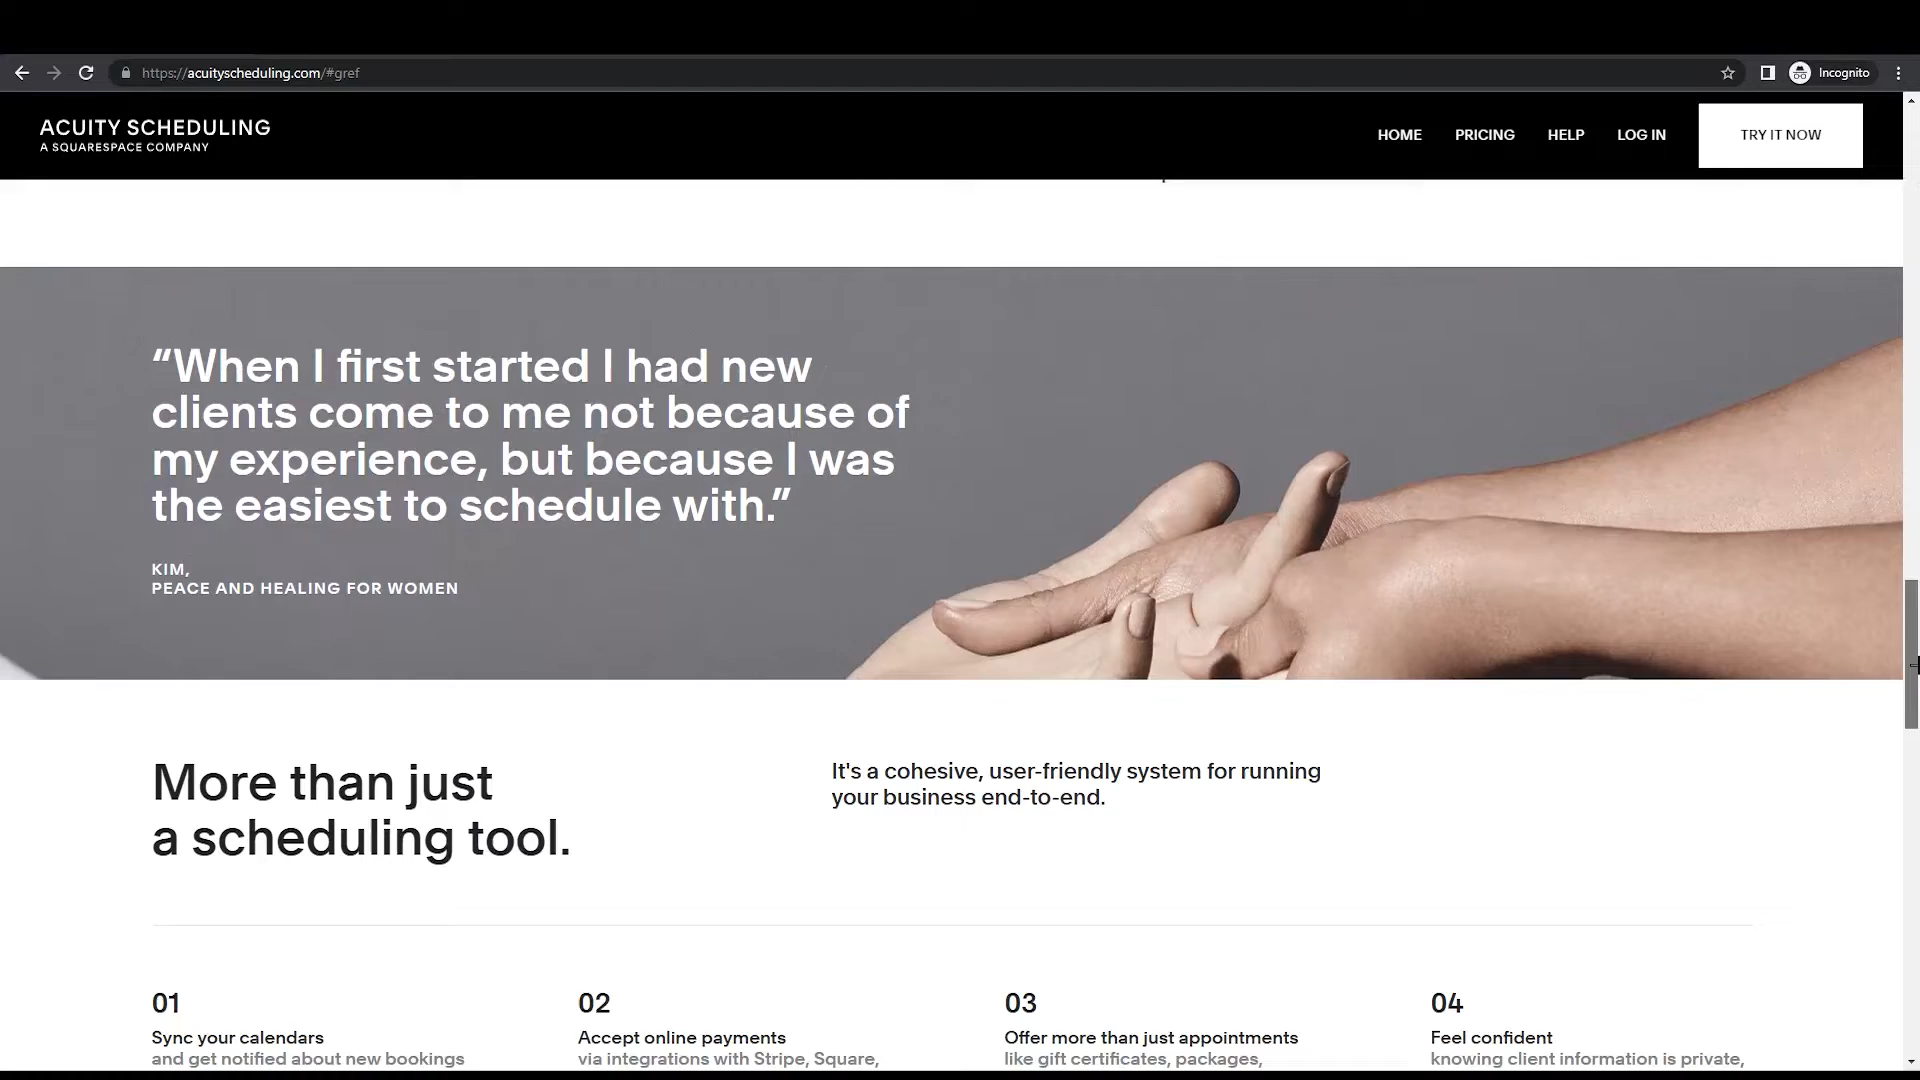 https://acuityscheduling.com/#gref
Incognito
ACUITY SCHEDULING
A SQUARESPACE COMPANY
HOME PRICING HELP LOG IN TRY IT NOW
“When I first started I had new
clients come to me not because of
my experience, but because I was
the easiest to schedule with.”
KIM,
PEACE AND HEALING FOR WOMEN
More than just
a scheduling tool.
It's a cohesive, user-friendly system for running
your business end-to-end.
01
Sync your calendars
and get notified about new bookings
02
Accept online payments
via integrations with Stripe, Square,
03
Offer more than just appointments
like gift certificates, packages,
04
Feel confident
knowing client information is private,